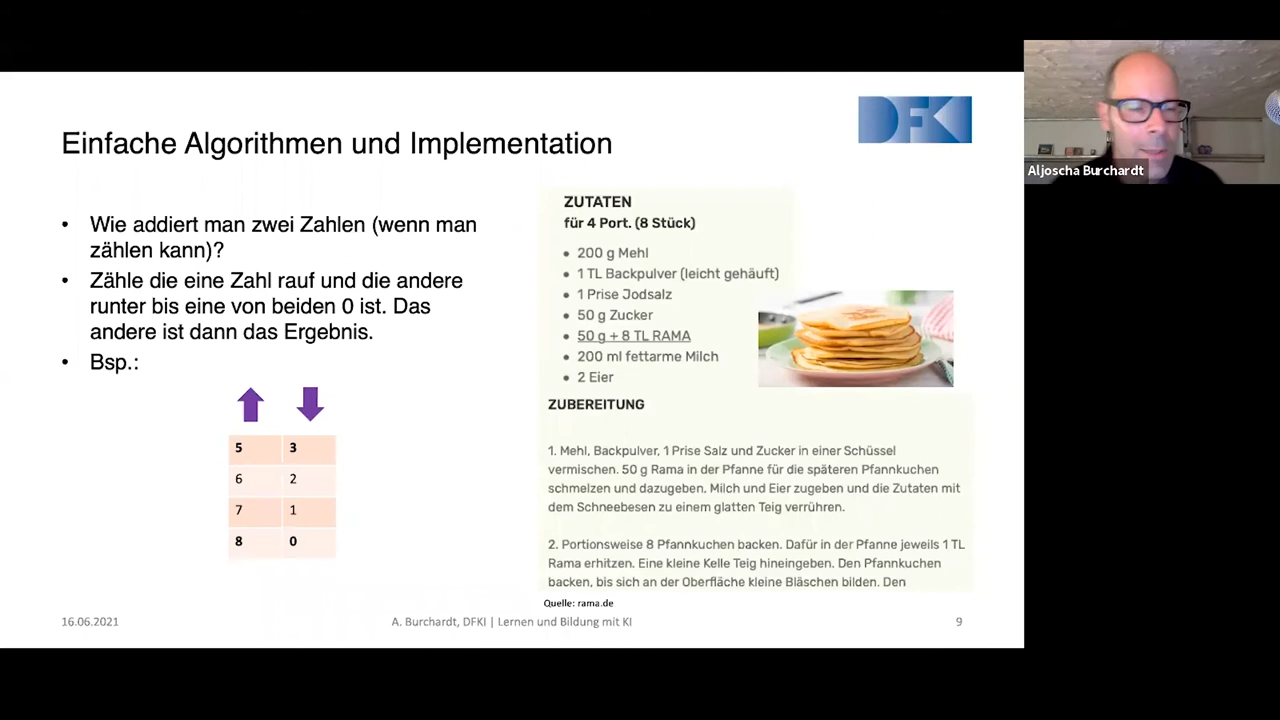 Einfache Algorithmen und Implementation
DFKI
Aljoscha Burchardt
• Wie addiert man zwei Zahlen (wenn man
zählen kann)?
• Zähle die eine Zahl rauf und die andere
runter bis eine von beiden 0 ist. Das
andere ist dann das Ergebnis.
• Bsp.:
5 3
6 2
7 1
8 0
ZUTATEN
für 4 Port. (8 Stück)
• 200 g Mehl
• 1 TL Backpulver (leicht gehäuft)
• 1 Prise Jodsalz
• 50 g Zucker
• 50 g + 8 TL RAMA
• 200 ml fettarme Milch
• 2 Eier
ZUBEREITUNG
1. Mehl, Backpulver, 1 Prise Salz und Zucker in einer Schüssel
vermischen. 50 g Rama in der Pfanne für die späteren Pfannkuchen
schmelzen und dazugeben. Milch und Eier zugeben und die Zutaten mit
dem Schneebesen zu einem glatten Teig verrühren.
2. Portionsweise 8 Pfannkuchen backen. Dafür in der Pfanne jeweils 1 TL
Rama erhitzen. Eine kleine Kelle Teig hineingeben. Den Pfannkuchen
backen, bis sich an der Oberfläche kleine Bläschen bilden. Den
Quelle: rama.de
16.06.2021
A. Burchardt, DFKI | Lernen und Bildung mit KI
9